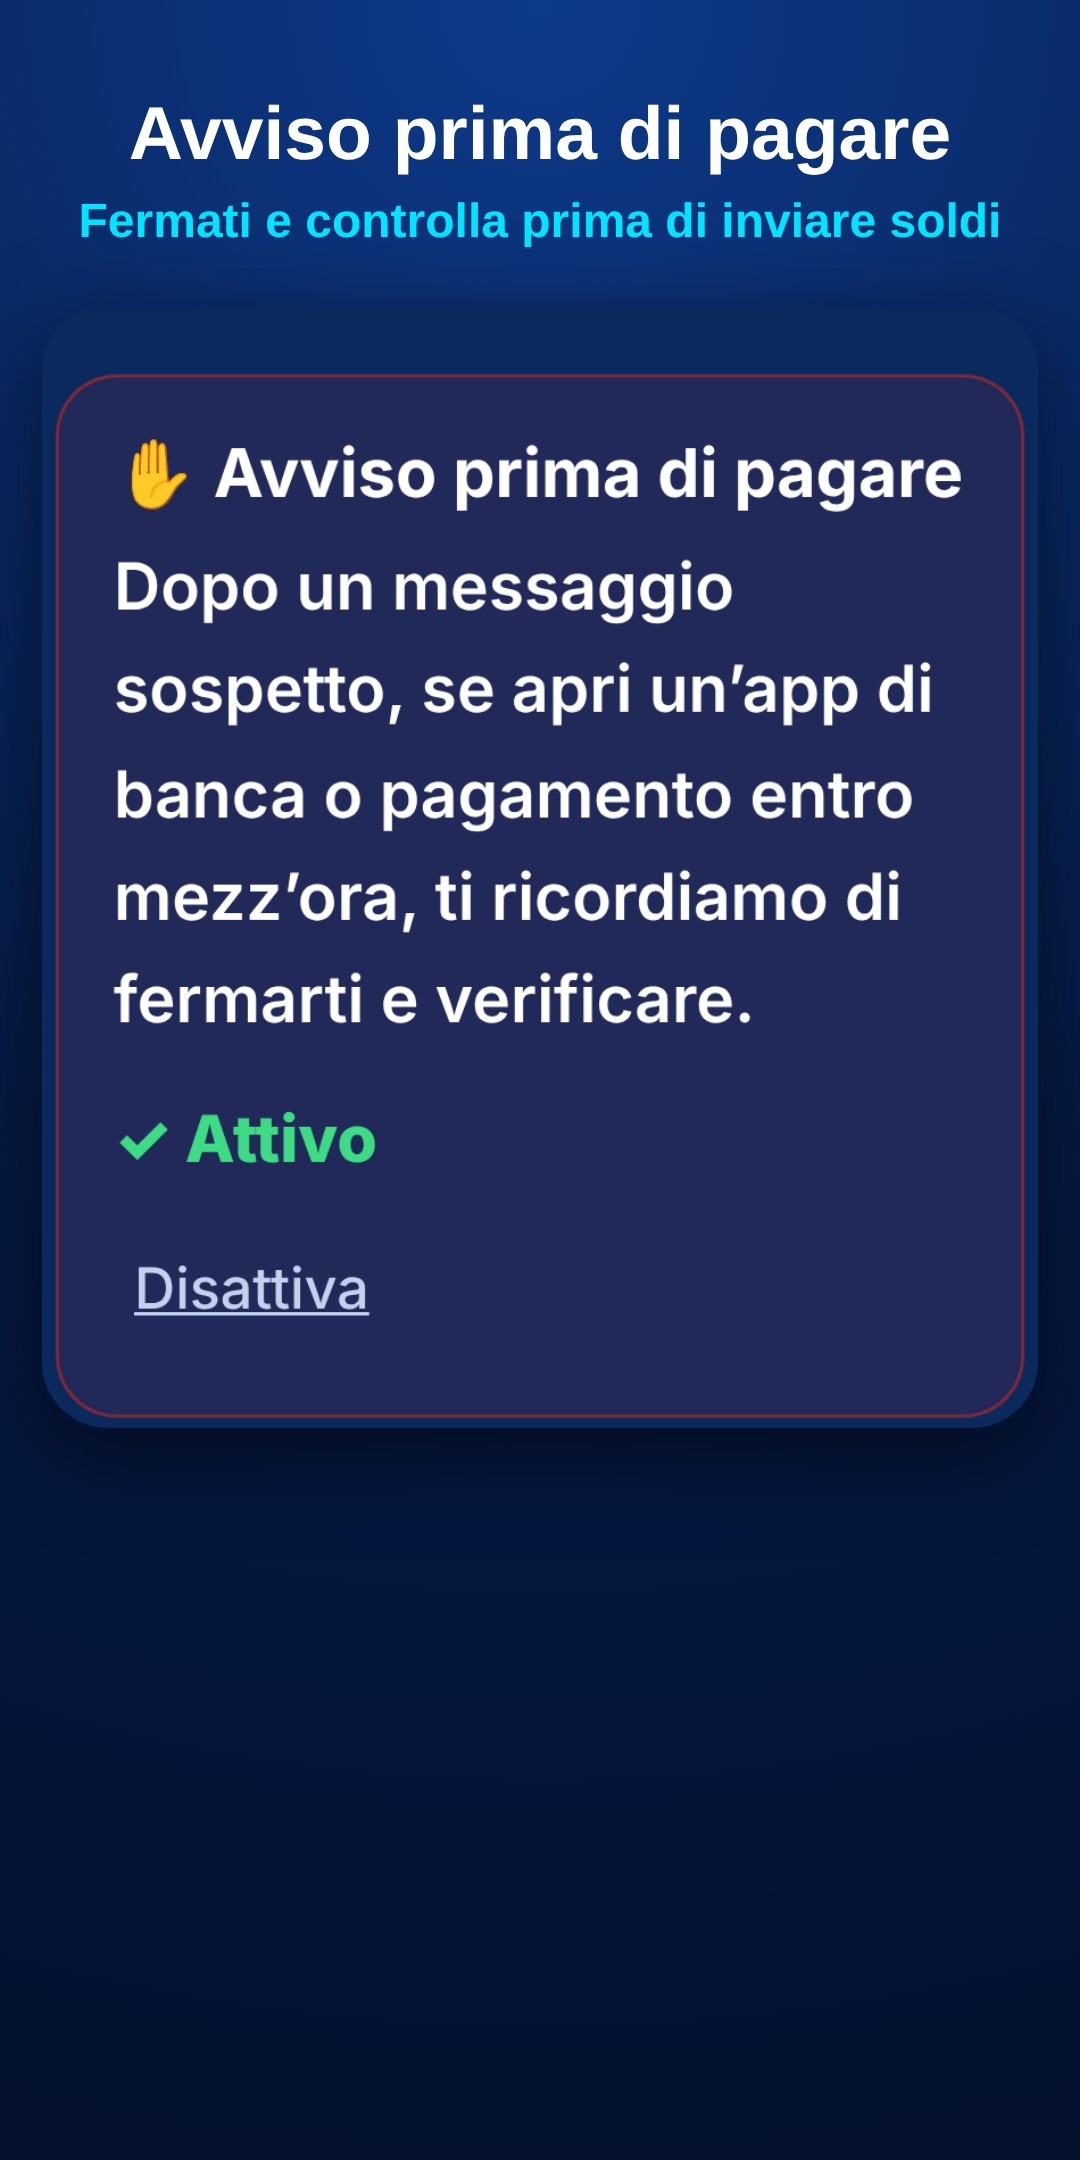 Avviso prima di pagare
Fermati e controlla prima di inviare soldi
✋ Avviso prima di pagare
Dopo un messaggio
sospetto, se apri un’app di
banca o pagamento entro
mezz’ora, ti ricordiamo di
fermarti e verificare.
✓ Attivo
Disattiva